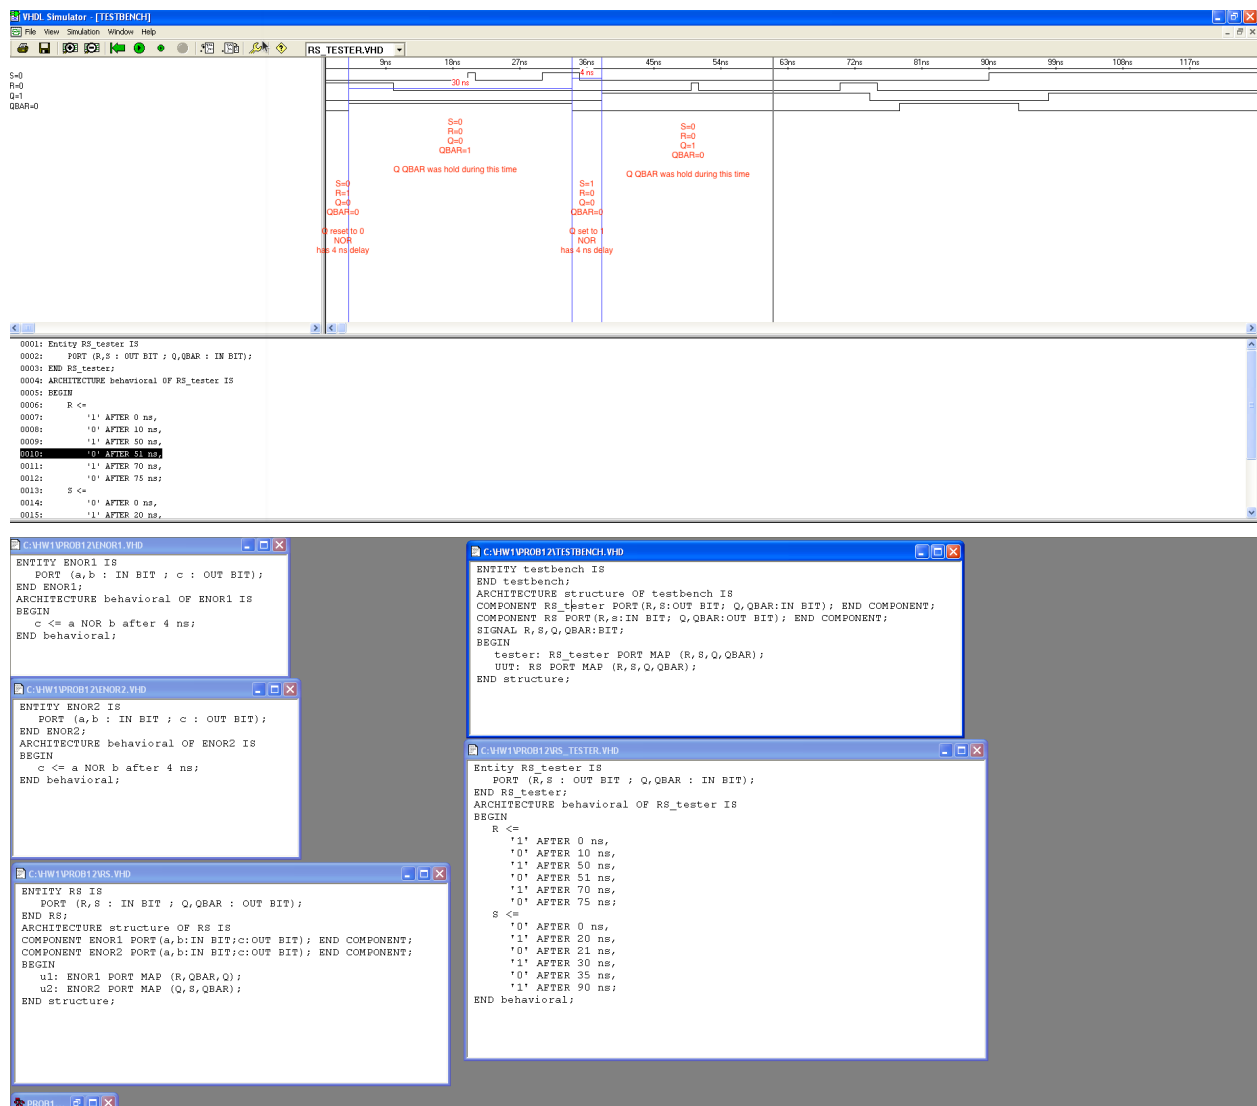 VHDL Simulator - [TESTBENCH]
File View Simulation Window Help
RS_TESTER.VHD
9ns 18ns 27ns 36ns 45ns 54ns 63ns 72ns 81ns 90ns 99ns 108ns 117ns
S=0
R=0
Q=1
QBAR=0
4 ns
30 ns
S=0
R=0
Q=0
QBAR=1
Q QBAR was hold during this time
S=0
R=0
Q=1
QBAR=0
Q QBAR was hold during this time
S=0
R=1
Q=0
QBAR=0
Q reset to 0
NOR
has 4 ns delay
S=1
R=0
Q=0
QBAR=0
Q set to 1
NOR
has 4 ns delay
0001: Entity RS_tester IS
0002: PORT (R,S : OUT BIT ; Q,QBAR : IN BIT);
0003: END RS_tester;
0004: ARCHITECTURE behavioral OF RS_tester IS
0005: BEGIN
0006: R <=
0007: '1' AFTER 0 ns,
0008: '0' AFTER 10 ns,
0009: '1' AFTER 50 ns,
0010: '0' AFTER 51 ns,
0011: '1' AFTER 70 ns,
0012: '0' AFTER 75 ns;
0013: S <=
0014: '0' AFTER 0 ns,
0015: '1' AFTER 20 ns,
C:\HW1\PROB12\ENOR1.VHD
ENTITY ENOR1 IS
PORT (a,b : IN BIT ; c : OUT BIT);
END ENOR1;
ARCHITECTURE behavioral OF ENOR1 IS
BEGIN
c <= a NOR b after 4 ns;
END behavioral;
C:\HW1\PROB12\ENOR2.VHD
ENTITY ENOR2 IS
PORT (a,b : IN BIT ; c : OUT BIT);
END ENOR2;
ARCHITECTURE behavioral OF ENOR2 IS
BEGIN
c <= a NOR b after 4 ns;
END behavioral;
C:\HW1\PROB12\RS.VHD
ENTITY RS IS
PORT (R,S : IN BIT ; Q,QBAR : OUT BIT);
END RS;
ARCHITECTURE structure OF RS IS
COMPONENT ENOR1 PORT(a,b:IN BIT;c:OUT BIT); END COMPONENT;
COMPONENT ENOR2 PORT(a,b:IN BIT;c:OUT BIT); END COMPONENT;
BEGIN
u1: ENOR1 PORT MAP (R,QBAR,Q);
u2: ENOR2 PORT MAP (Q,S,QBAR);
END structure;
PROB1...
C:\HW1\PROB12\TESTBENCH.VHD
ENTITY testbench IS
END testbench;
ARCHITECTURE structure OF testbench IS
COMPONENT RS_tester PORT(R,S:OUT BIT; Q,QBAR:IN BIT); END COMPONENT;
COMPONENT RS PORT(R,s:IN BIT; Q,QBAR:OUT BIT); END COMPONENT;
SIGNAL R,S,Q,QBAR:BIT;
BEGIN
tester: RS_tester PORT MAP (R,S,Q,QBAR);
UUT: RS PORT MAP (R,S,Q,QBAR);
END structure;
C:\HW1\PROB12\RS_TESTER.VHD
Entity RS_tester IS
PORT (R,S : OUT BIT ; Q,QBAR : IN BIT);
END RS_tester;
ARCHITECTURE behavioral OF RS_tester IS
BEGIN
R <=
'1' AFTER 0 ns,
'0' AFTER 10 ns,
'1' AFTER 50 ns,
'0' AFTER 51 ns,
'1' AFTER 70 ns,
'0' AFTER 75 ns;
S <=
'0' AFTER 0 ns,
'1' AFTER 20 ns,
'0' AFTER 21 ns,
'1' AFTER 30 ns,
'0' AFTER 35 ns,
'1' AFTER 90 ns;
END behavioral;